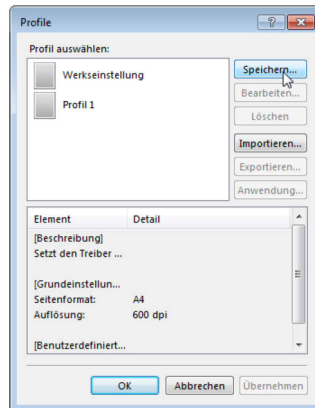 Profile
Profil auswählen:
Werkseinstellung
Profil 1
Speichern...
Bearbeiten...
Löschen
Importieren...
Exportieren...
Anwendung...
Element Detail
[Beschreibung]
Setzt den Treiber ...
[Grundeinstellun...
Seitenformat: A4
Auflösung: 600 dpi
[Benutzerdefiniert...
OK Abbrechen Übernehmen